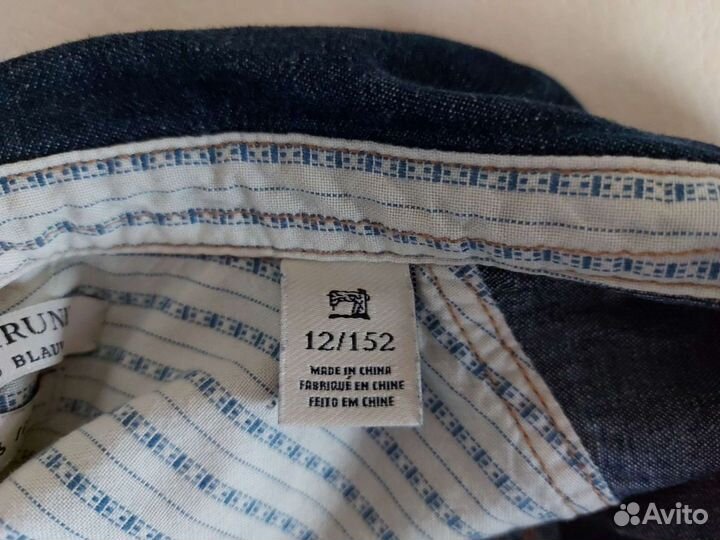 RUN
BLAU
12/152
MADE IN CHINA
FABRIQUÉ EN CHINE
FEITO EM CHINE
Avito